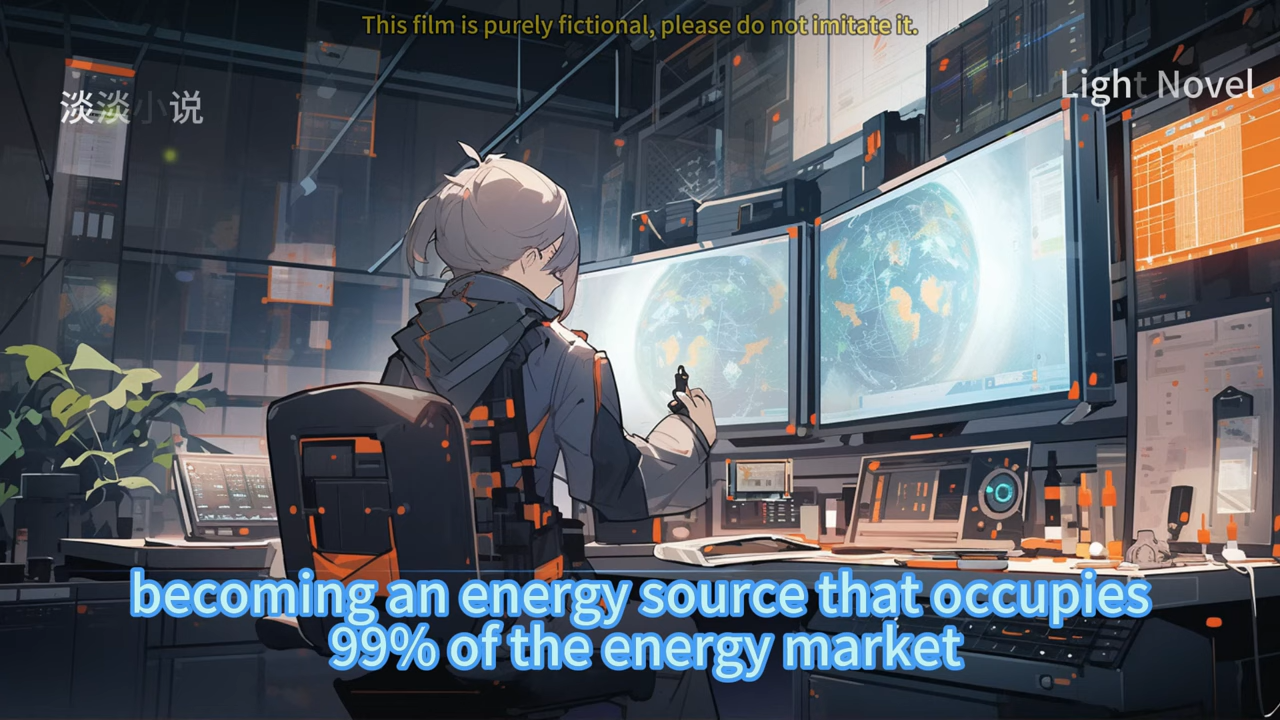 This film is purely fictional, please do not imitate it.
淡淡小说
Light Novel
becoming an energy source that occupies
99% of the energy market